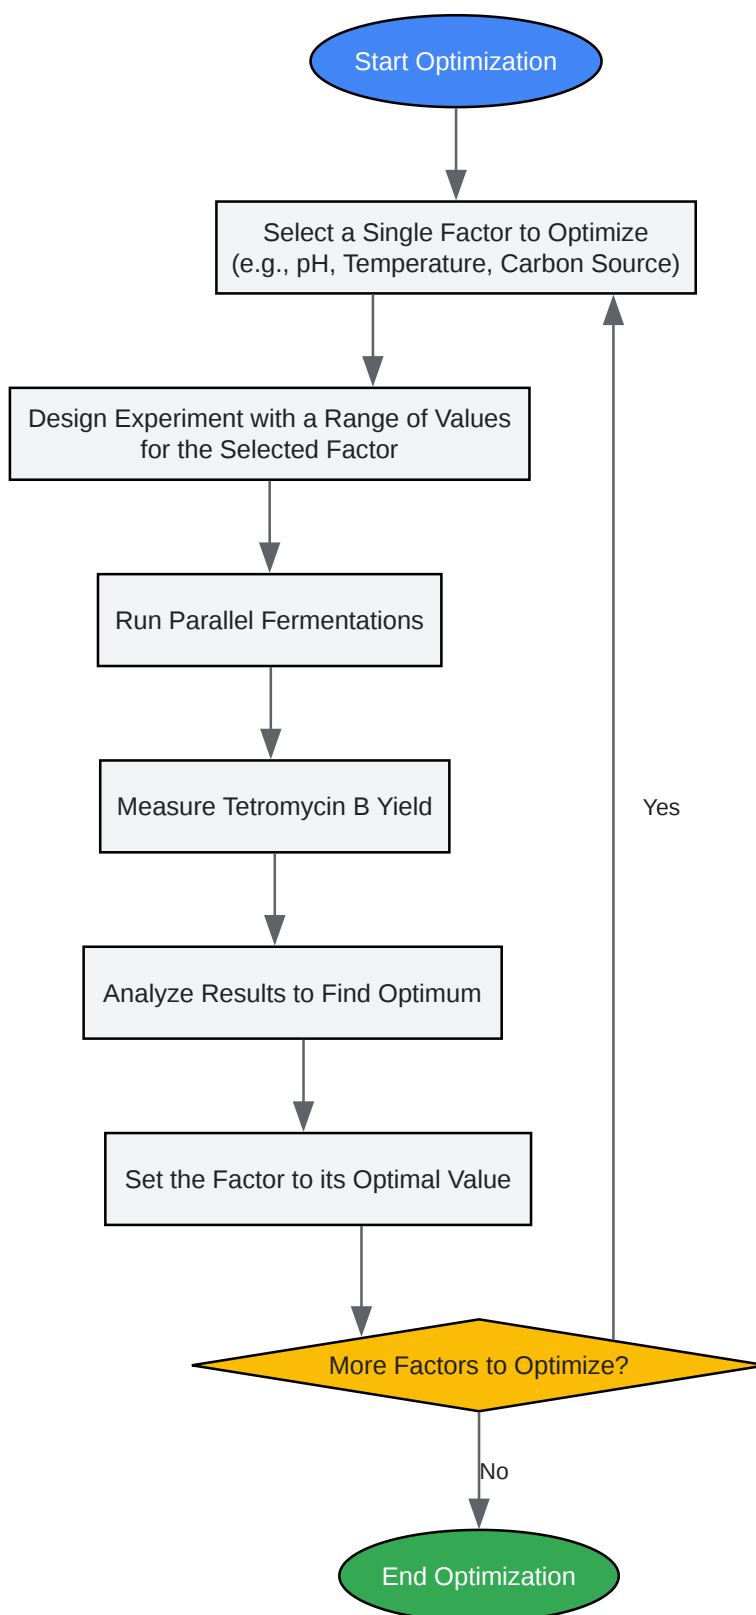 Start Optimization
Select a Single Factor to Optimize
(e.g., pH, Temperature, Carbon Source)
Design Experiment with a Range of Values
for the Selected Factor
Run Parallel Fermentations
Measure Tetromycin B Yield
Yes
Analyze Results to Find Optimum
Set the Factor to its Optimal Value
More Factors to Optimize?
No
End Optimization